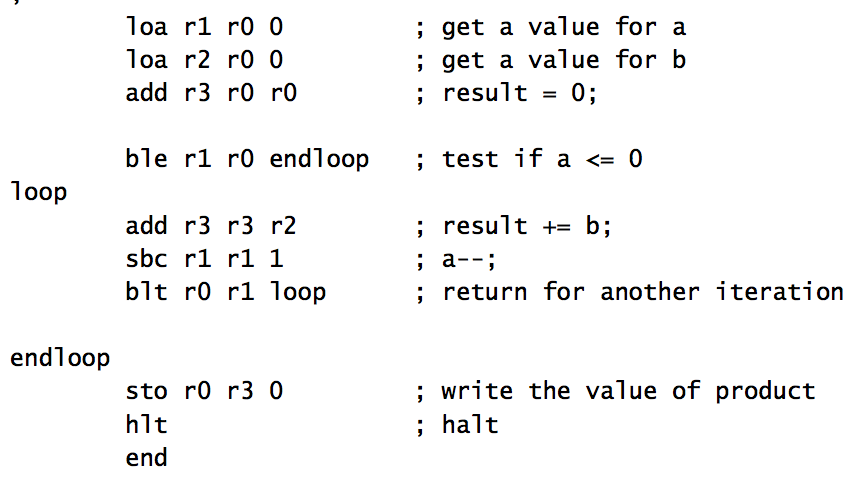 ;
loa r1 r0 0 ; get a value for a
loa r2 r0 0 ; get a value for b
add r3 r0 r0 ; result = 0;
ble r1 r0 endloop ; test if a <= 0
loop
add r3 r3 r2 ; result += b;
sbc r1 r1 1 ; a--;
blt r0 r1 loop ; return for another iteration
endloop
sto r0 r3 0 ; write the value of product
hlt ; halt
end